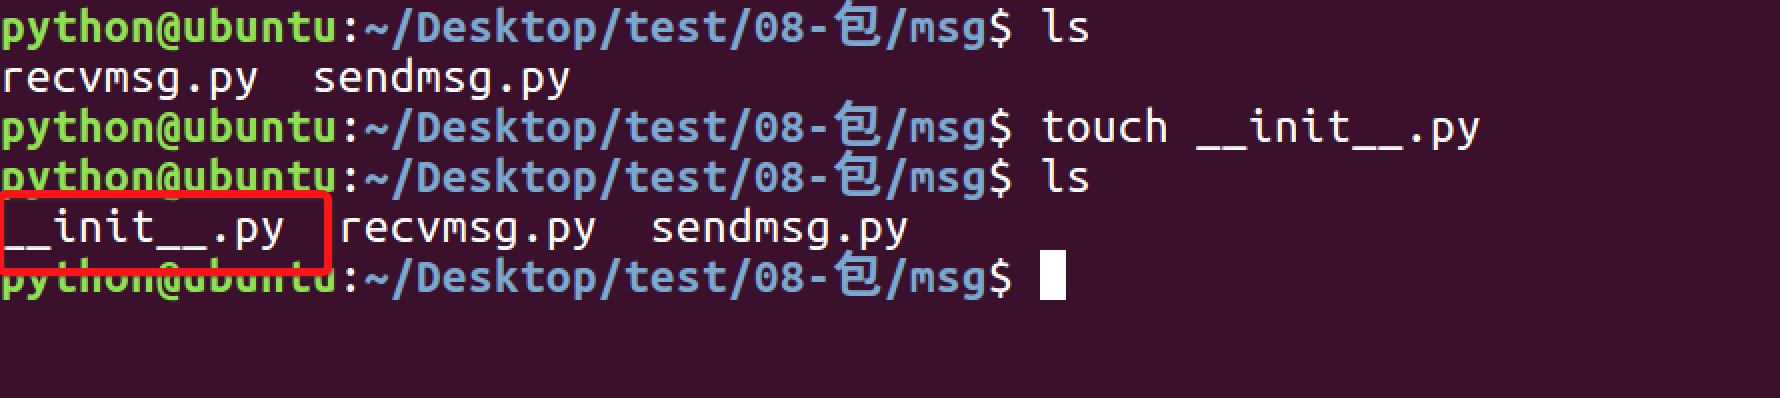 python@ubuntu:~/Desktop/test/08-包/msg$ ls
recvmsg.py  sendmsg.py
python@ubuntu:~/Desktop/test/08-包/msg$ touch __init__.py
python@ubuntu:~/Desktop/test/08-包/msg$ ls
__init__.py  recvmsg.py  sendmsg.py
python@ubuntu:~/Desktop/test/08-包/msg$